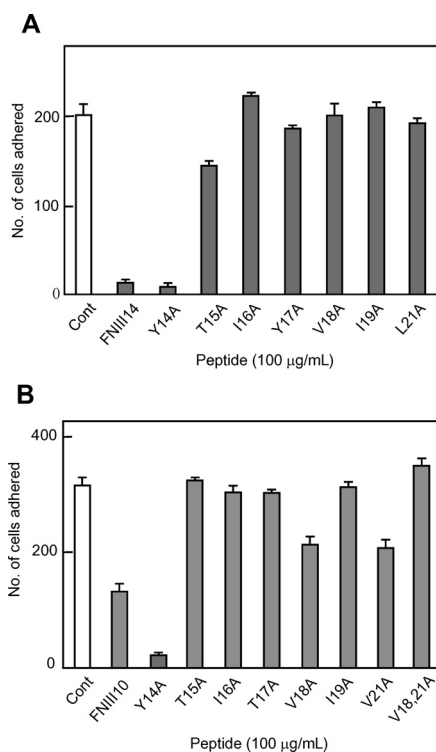 A
No. of cells adhered
200
100
0
Cont
FNIII14
Y14A
T15A
I16A
Y17A
V18A
I19A
L21A
Peptide (100 μg/mL)
B
No. of cells adhered
400
200
0
Cont
FNIII10
Y14A
T15A
I16A
T17A
V18A
I19A
V21A
V18,21A
Peptide (100 μg/mL)